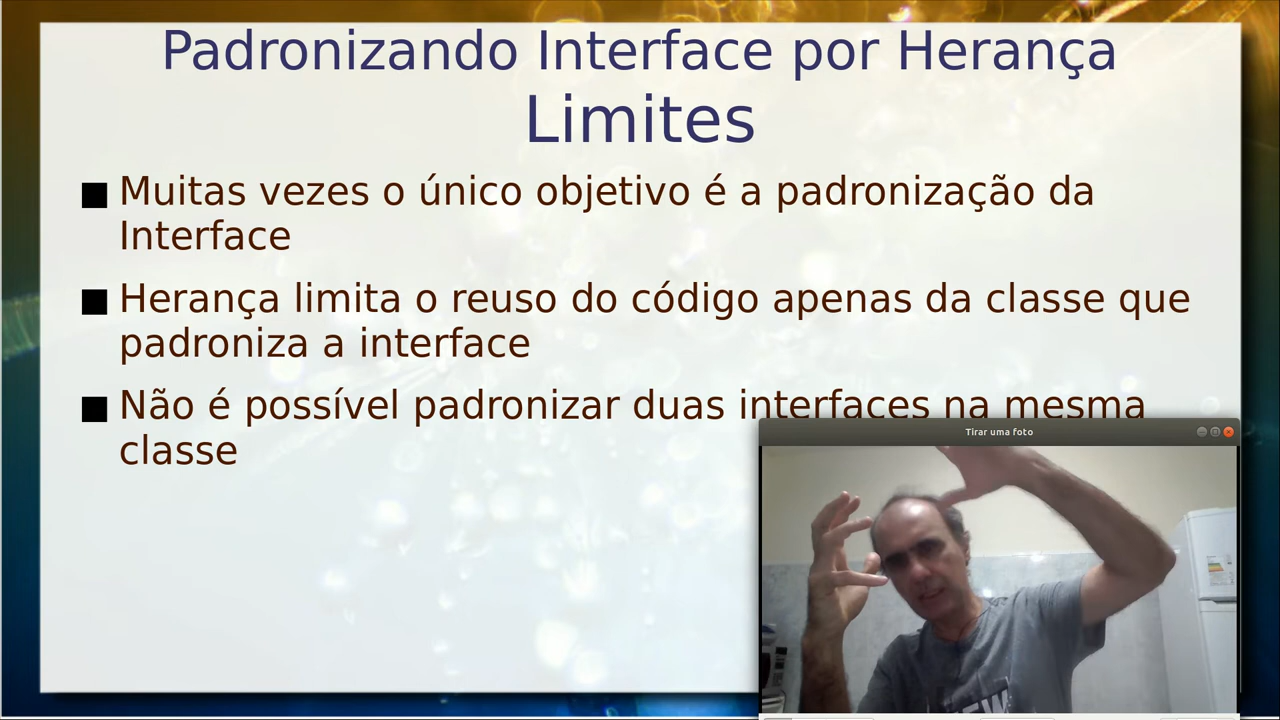 Padronizando Interface por Herança
Limites
■ Muitas vezes o único objetivo é a padronização da
Interface
■ Herança limita o reuso do código apenas da classe que
padroniza a interface
■ Não é possível padronizar duas interfaces na mesma
classe
Tirar uma foto